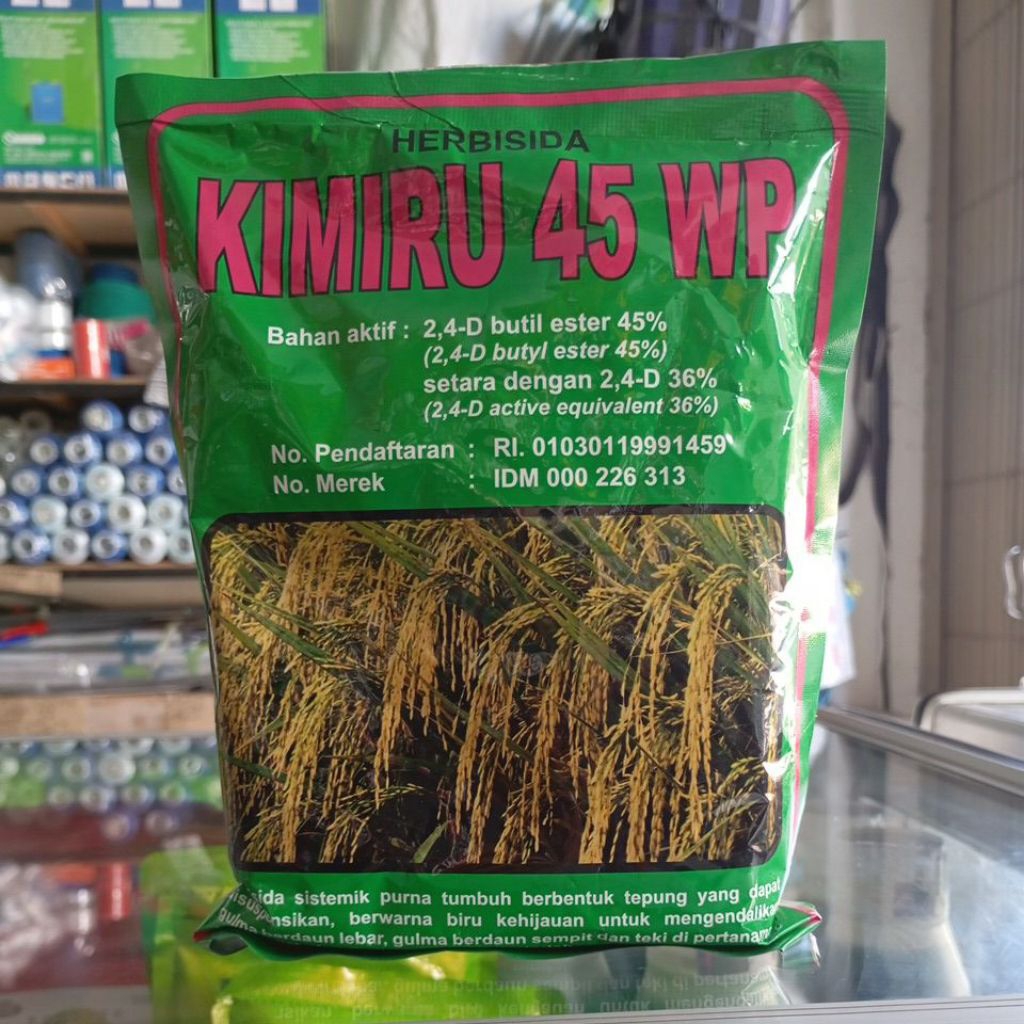 HERBISIDA
KIMIRU 45 WP
Bahan aktif : 2,4-D butil ester 45%
(2,4-D butyl ester 45%)
setara dengan 2,4-D 36%
(2,4-D active equivalent 36%)
No. Pendaftaran : RI. 01030119991459
No. Merek : IDM 000 226 313
sistemik purna tumbuh berbentuk tepung yang dapat
berwarna biru kehijauan untuk
gulma berdaun lebar, gulma berdaun sempit dan teki di